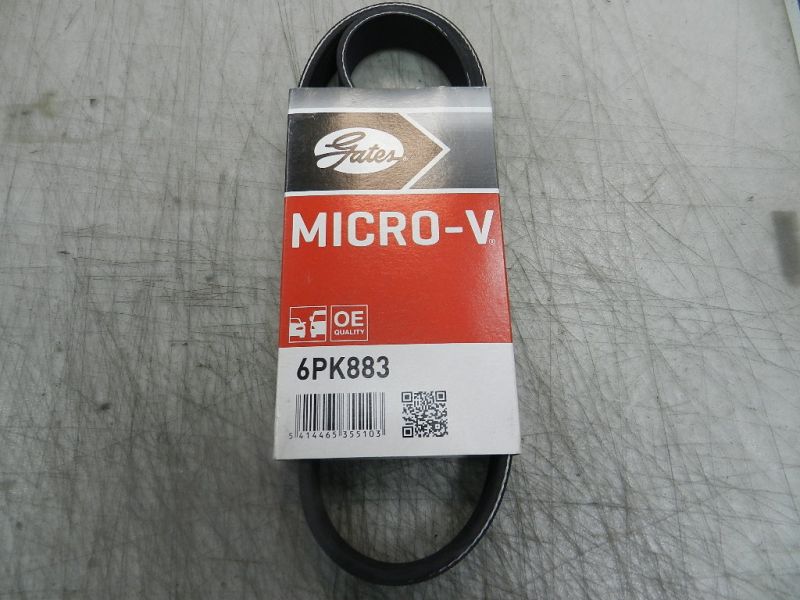 Gates®
MICRO-V®
OE
QUALITY
6PK883
5 414465 355103